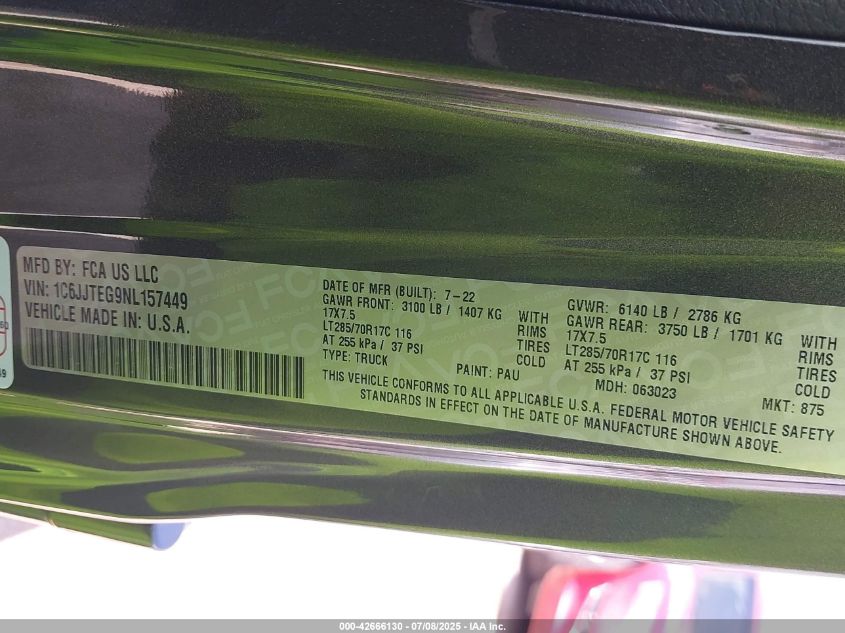 MFD BY: FCA US LLC
VIN: 1C6JJTEG9NL157449
VEHICLE MADE IN: U.S.A.
DATE OF MFR (BUILT): 7-22
GAWR FRONT: 3100 LB / 1407 KG WITH
17X7.5 RIMS
LT285/70R17C 116 TIRES
AT 255 kPa / 37 PSI COLD
TYPE: TRUCK PAINT: PAU
GVWR: 6140 LB / 2786 KG
GAWR REAR: 3750 LB / 1701 KG WITH
17X7.5 RIMS
LT285/70R17C 116 TIRES
AT 255 kPa / 37 PSI COLD
MDH: 063023 MKT: 875
THIS VEHICLE CONFORMS TO ALL APPLICABLE U.S.A. FEDERAL MOTOR VEHICLE SAFETY
STANDARDS IN EFFECT ON THE DATE OF MANUFACTURE SHOWN ABOVE.
000-42666130 - 07/08/2025 - IAA Inc.